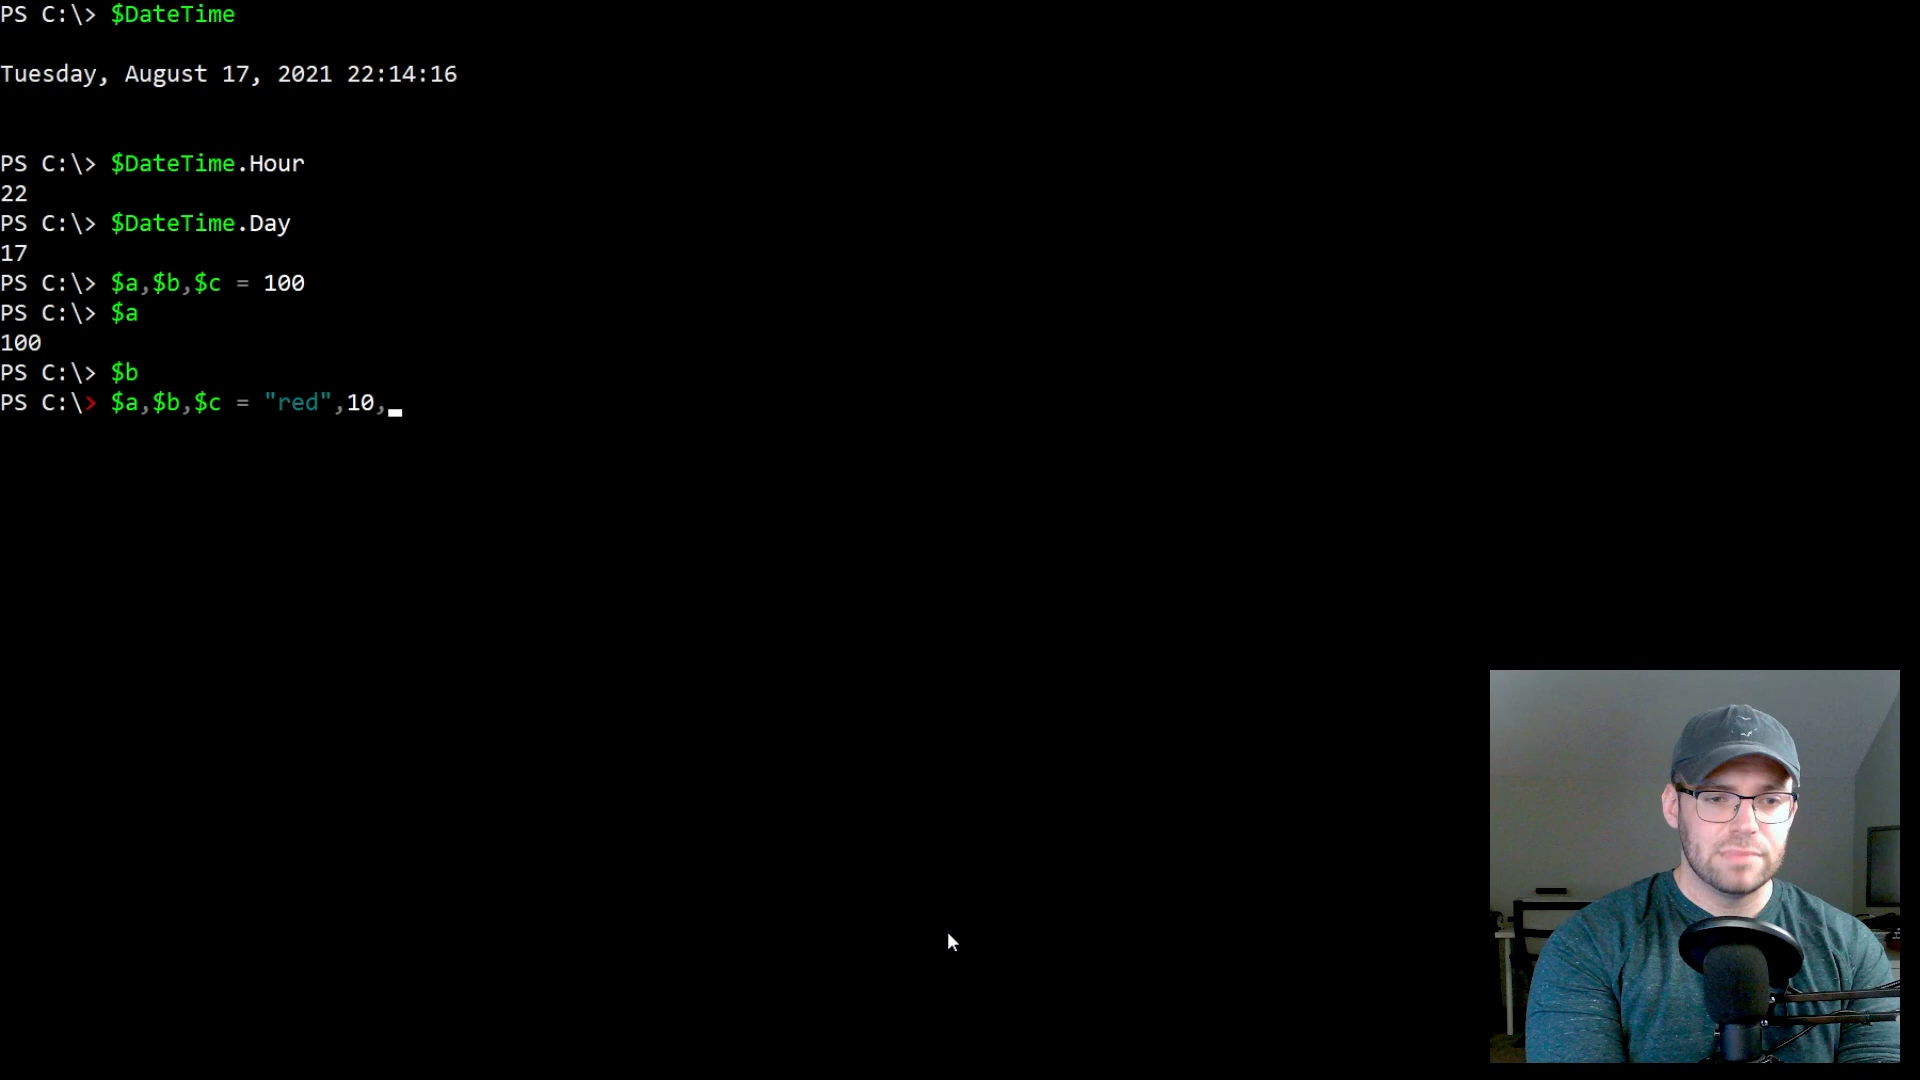 PS C:\> $DateTime
Tuesday, August 17, 2021 22:14:16
PS C:\> $DateTime.Hour
22
PS C:\> $DateTime.Day
17
PS C:\> $a,$b,$c = 100
PS C:\> $a
100
PS C:\> $b
PS C:\> $a,$b,$c = "red",10,